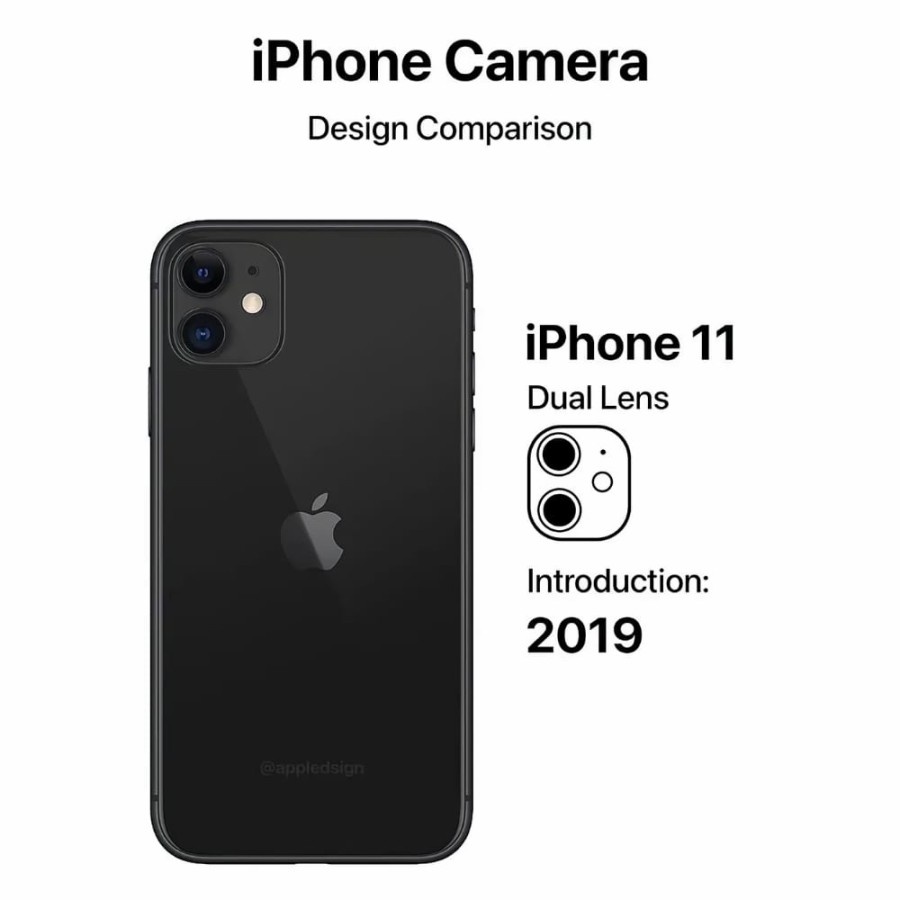 iPhone Camera
Design Comparison
iPhone 11
Dual Lens
Introduction:
2019
@appledsign